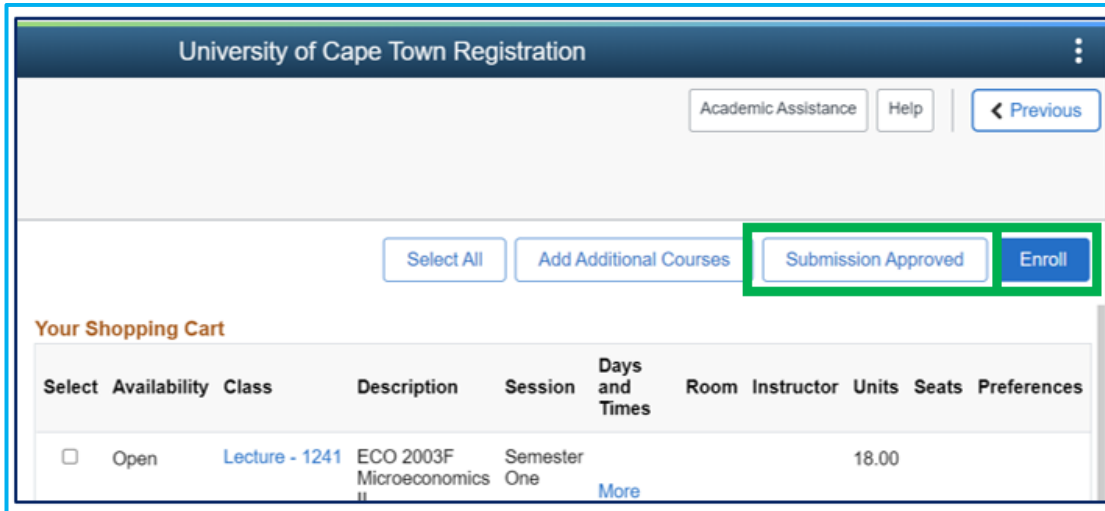 University of Cape Town Registration
Academic Assistance Help Previous
Select All Add Additional Courses Submission Approved Enroll
Your Shopping Cart
Select Availability Class Description Session Days and Times Room Instructor Units Seats Preferences
Open Lecture - 1241 ECO 2003F Semester 18.00
Microeconomics One
II More